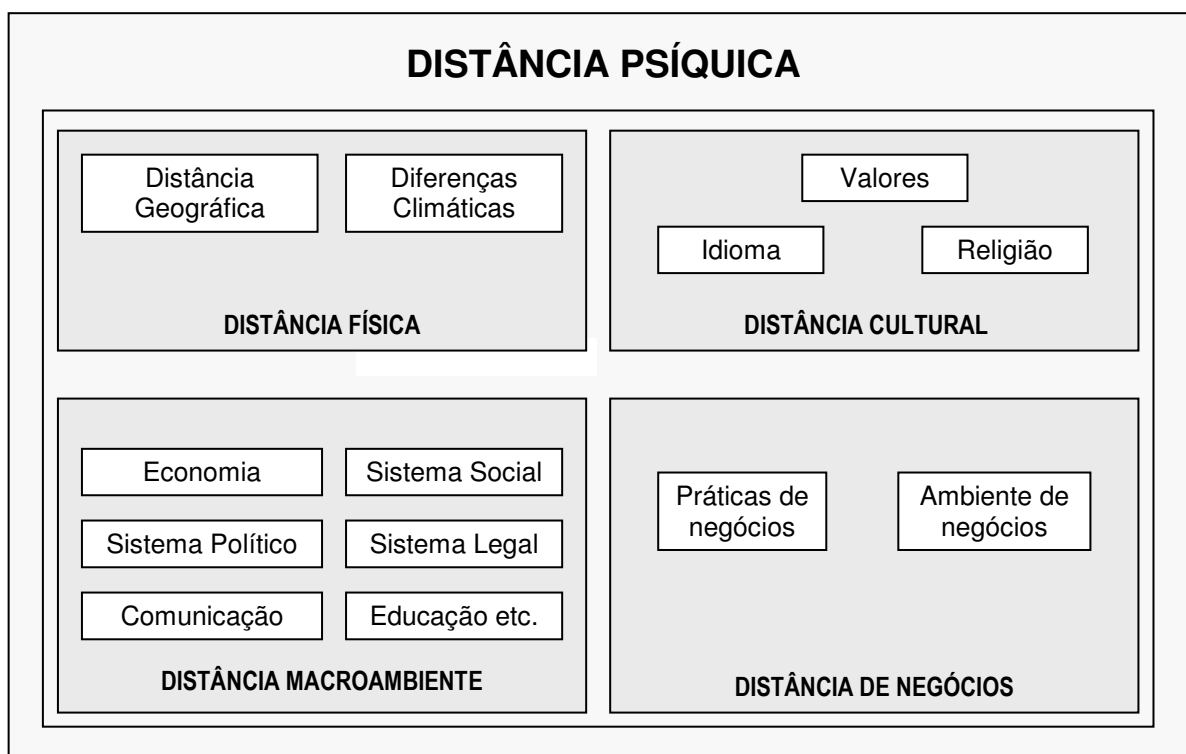 DISTÂNCIA PSÍQUICA
Distância
Geográfica
Diferenças
Climáticas
DISTÂNCIA FÍSICA
Valores
Idioma
Religião
DISTÂNCIA CULTURAL
Economia
Sistema Social
Sistema Político
Sistema Legal
Comunicação
Educação etc.
DISTÂNCIA MACROAMBIENTE
Práticas de
negócios
Ambiente de
negócios
DISTÂNCIA DE NEGÓCIOS